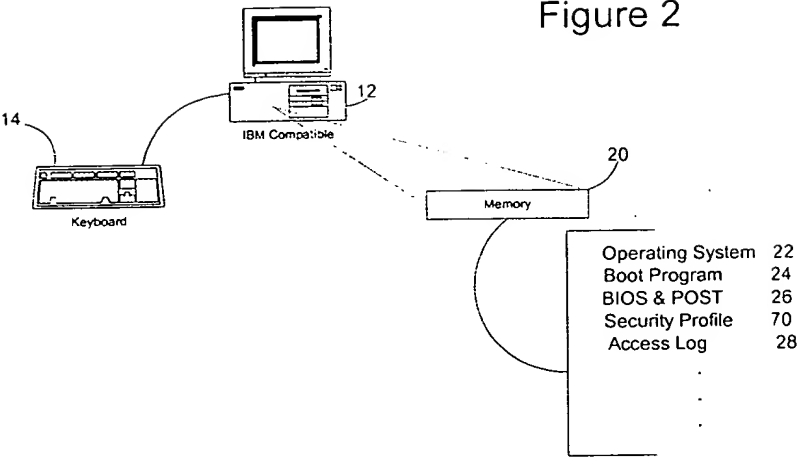 Figure 2
12
14
IBM Compatible
20
Memory
Keyboard
Operating System 22
Boot Program 24
BIOS & POST 26
Security Profile 70
Access Log 28